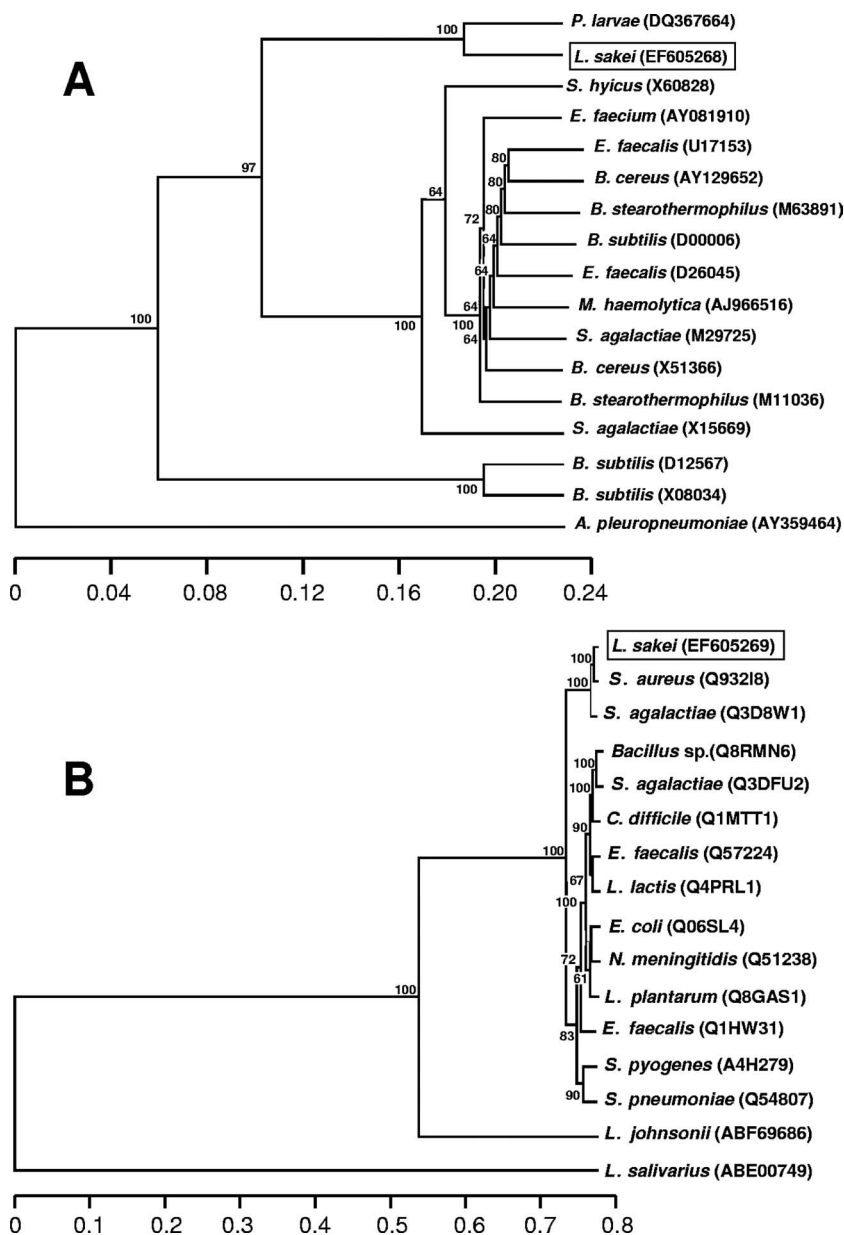 A
100
P. larvae (DQ367664)
L. sakei (EF605268)
S. hyicus (X60828)
E. faecium (AY081910)
80
E. faecalis (U17153)
97
80
B. cereus (AY129652)
64
80
B. stearothermophilus (M63891)
72
64
B. subtilis (D00006)
64
E. faecalis (D26045)
64
M. haemolytica (AJ966516)
100
100
64
S. agalactiae (M29725)
100
B. cereus (X51366)
B. stearothermophilus (M11036)
S. agalactiae (X15669)
B. subtilis (D12567)
100
B. subtilis (X08034)
A. pleuropneumoniae (AY359464)
0 0.04 0.08 0.12 0.16 0.20 0.24
B
L. sakei (EF605269)
100
100
S. aureus (Q932I8)
S. agalactiae (Q3D8W1)
Bacillus sp.(Q8RMN6)
100
100
S. agalactiae (Q3DFU2)
90
C. difficile (Q1MTT1)
100
E. faecalis (Q57224)
67
L. lactis (Q4PRL1)
100
E. coli (Q06SL4)
72
N. meningitidis (Q51238)
61
100
L. plantarum (Q8GAS1)
83
E. faecalis (Q1HW31)
S. pyogenes (A4H279)
90
S. pneumoniae (Q54807)
L. johnsonii (ABF69686)
L. salivarius (ABE00749)
0 0.1 0.2 0.3 0.4 0.5 0.6 0.7 0.8